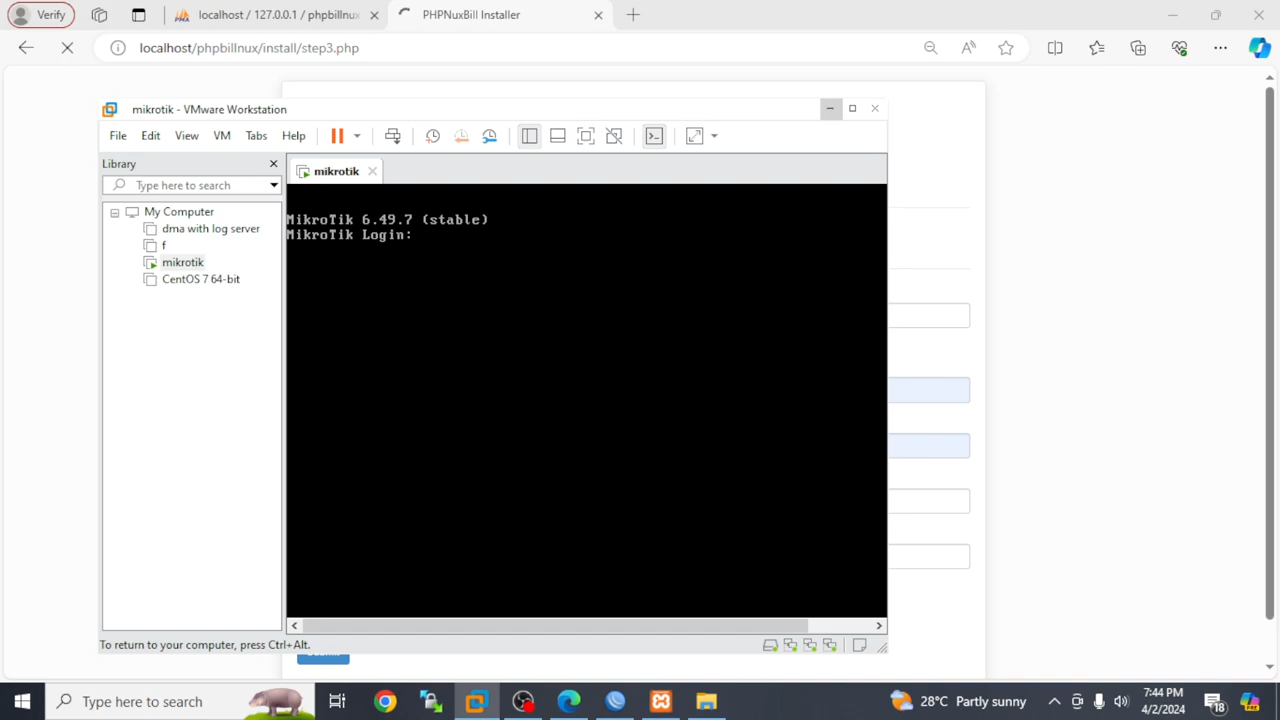 Verify
localhost / 127.0.0.1 / phpbillnux
PHPNuxBill Installer
localhost/phpbillnux/install/step3.php
mikrotik - VMware Workstation
File Edit View VM Tabs Help
Library
Type here to search
mikrotik
My Computer
dma with log server
f
mikrotik
CentOS 7 64-bit
MikroTik 6.49.7 (stable)
MikroTik Login:
To return to your computer, press Ctrl+Alt.
Type here to search
28°C Partly sunny
7:44 PM
4/2/2024
18